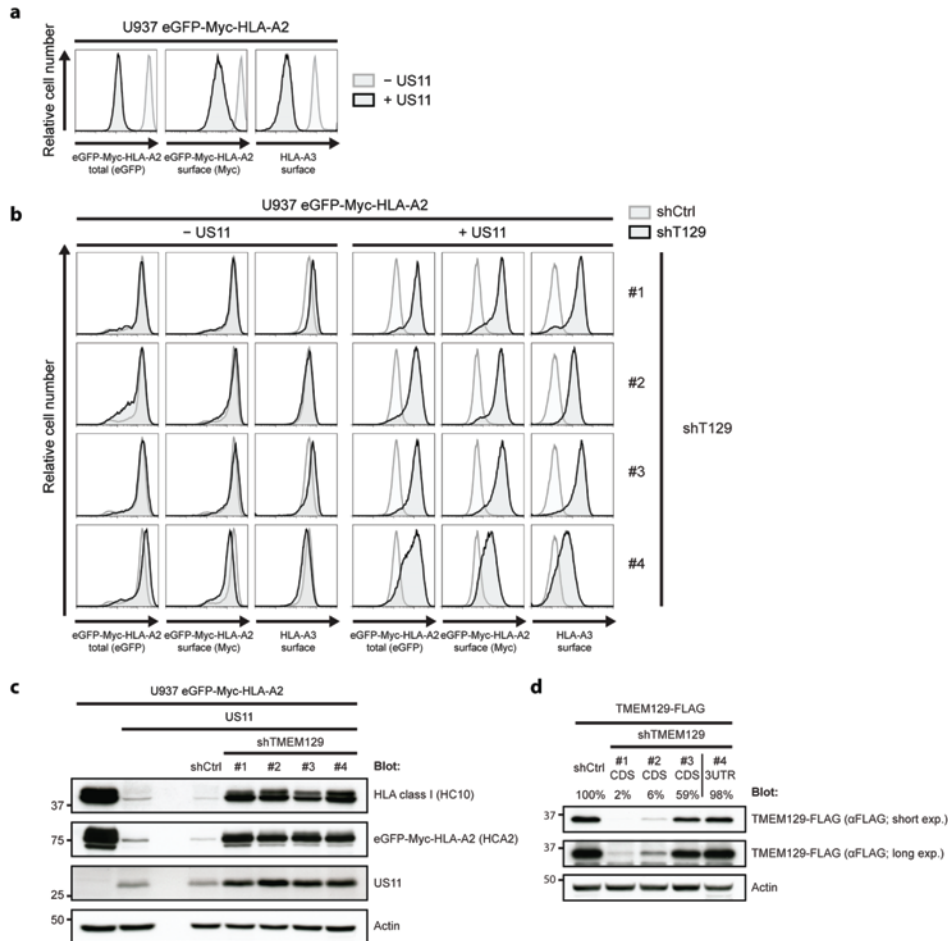 a
U937 eGFP-Myc-HLA-A2
Relative cell number
– US11
+ US11
eGFP-Myc-HLA-A2
total (eGFP)
eGFP-Myc-HLA-A2
surface (Myc)
HLA-A3
surface
b
U937 eGFP-Myc-HLA-A2
shCtrl
shT129
– US11
+ US11
Relative cell number
#1
#2
#3
#4
shT129
eGFP-Myc-HLA-A2
total (eGFP)
eGFP-Myc-HLA-A2
surface (Myc)
HLA-A3
surface
eGFP-Myc-HLA-A2
total (eGFP)
eGFP-Myc-HLA-A2
surface (Myc)
HLA-A3
surface
c
U937 eGFP-Myc-HLA-A2
US11
shTMEM129
shCtrl #1 #2 #3 #4 Blot:
37 HLA class I (HC10)
75 eGFP-Myc-HLA-A2 (HCA2)
25 US11
50 Actin
d
TMEM129-FLAG
shTMEM129
shCtrl #1 CDS #2 CDS #3 CDS #4 3UTR
100% 2% 6% 59% 98% Blot:
37 TMEM129-FLAG (αFLAG; short exp.)
37 TMEM129-FLAG (αFLAG; long exp.)
50 Actin